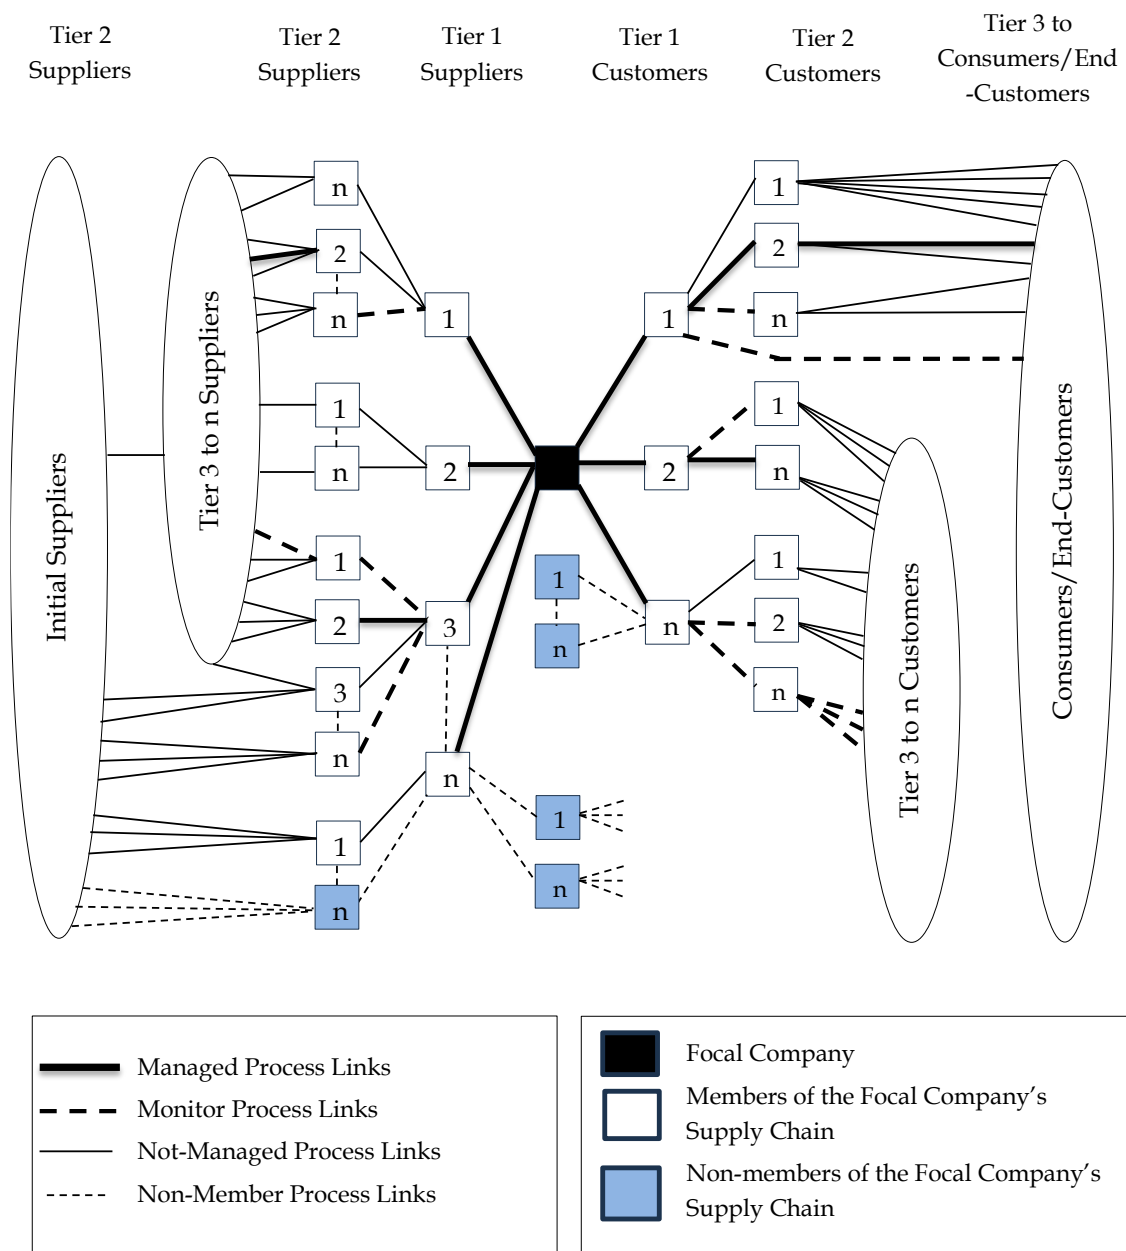 Tier 2
Suppliers
Tier 2
Suppliers
Tier 1
Suppliers
Tier 1
Customers
Tier 2
Customers
Tier 3 to
Consumers/End
-Customers
Initial Suppliers
Tier 3 to n Suppliers
n
2
n
1
n
1
2
3
n
1
n
1
2
3
n
1
n
1
n
1
n
1
2
n
1
2
n
1
n
1
2
n
Tier 3 to n Customers
Consumers/End-Customers
Managed Process Links
Monitor Process Links
Not-Managed Process Links
Non-Member Process Links
Focal Company
Members of the Focal Company’s
Supply Chain
Non-members of the Focal Company’s
Supply Chain